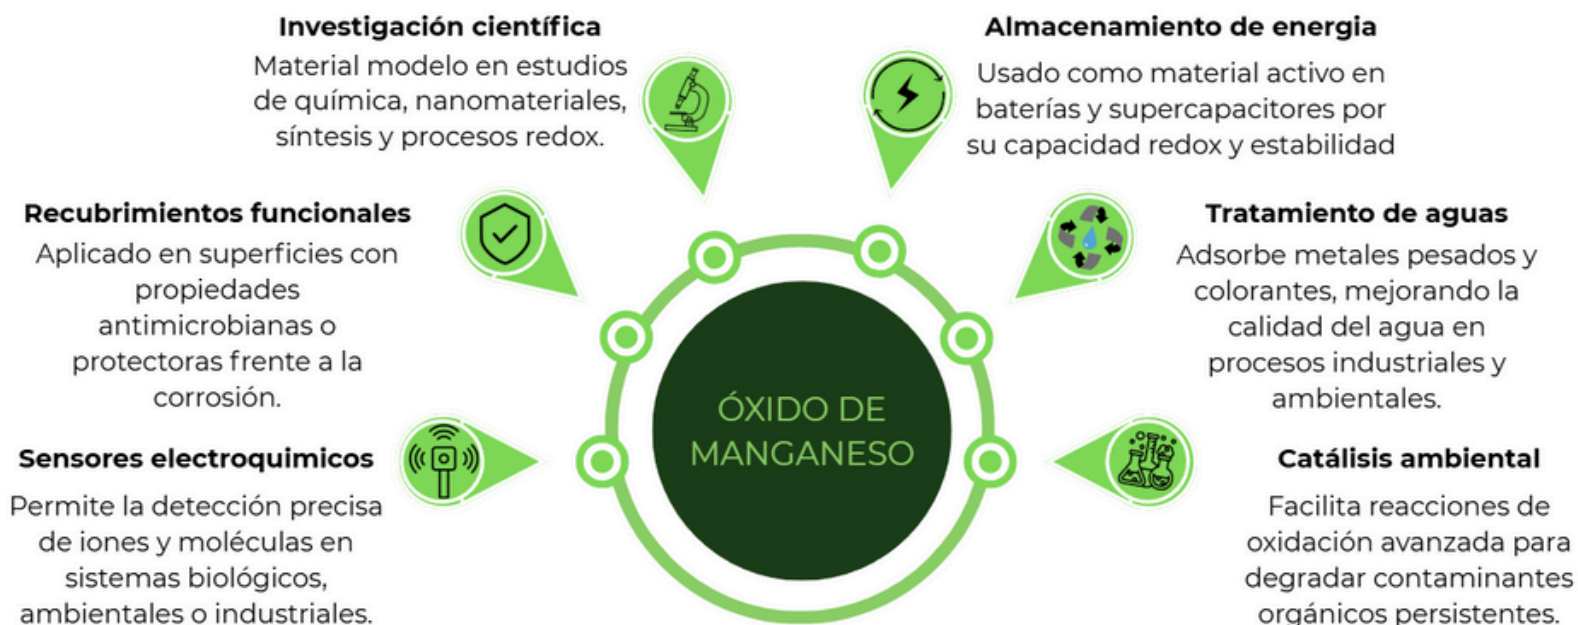 Investigación científica
Material modelo en estudios
de química, nanomateriales,
síntesis y procesos redox.
Almacenamiento de energia
Usado como material activo en
baterías y supercapacitores por
su capacidad redox y estabilidad
Recubrimientos funcionales
Aplicado en superficies con
propiedades
antimicrobianas o
protectoras frente a la
corrosión.
Tratamiento de aguas
Adsorbe metales pesados y
colorantes, mejorando la
calidad del agua en
procesos industriales y
ambientales.
ÓXIDO DE
MANGANESO
Sensores electroquimicos
Permite la detección precisa
de iones y moléculas en
sistemas biológicos,
ambientales o industriales.
Catálisis ambiental
Facilita reacciones de
oxidación avanzada para
degradar contaminantes
orgánicos persistentes.